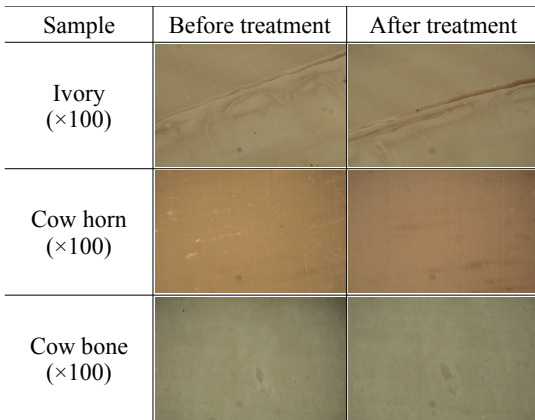 Sample Before treatment After treatment
Ivory
(×100)
Cow horn
(×100)
Cow bone
(×100)